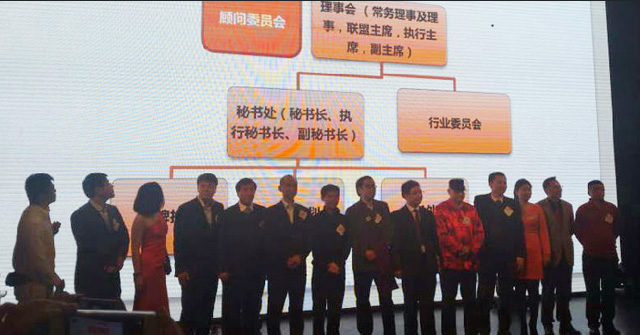 顾问委员会
理事会（常务理事及理
事，联盟主席，执行主
席，副主席）
秘书处（秘书长、执
行秘书长、副秘书长）
行业委员会